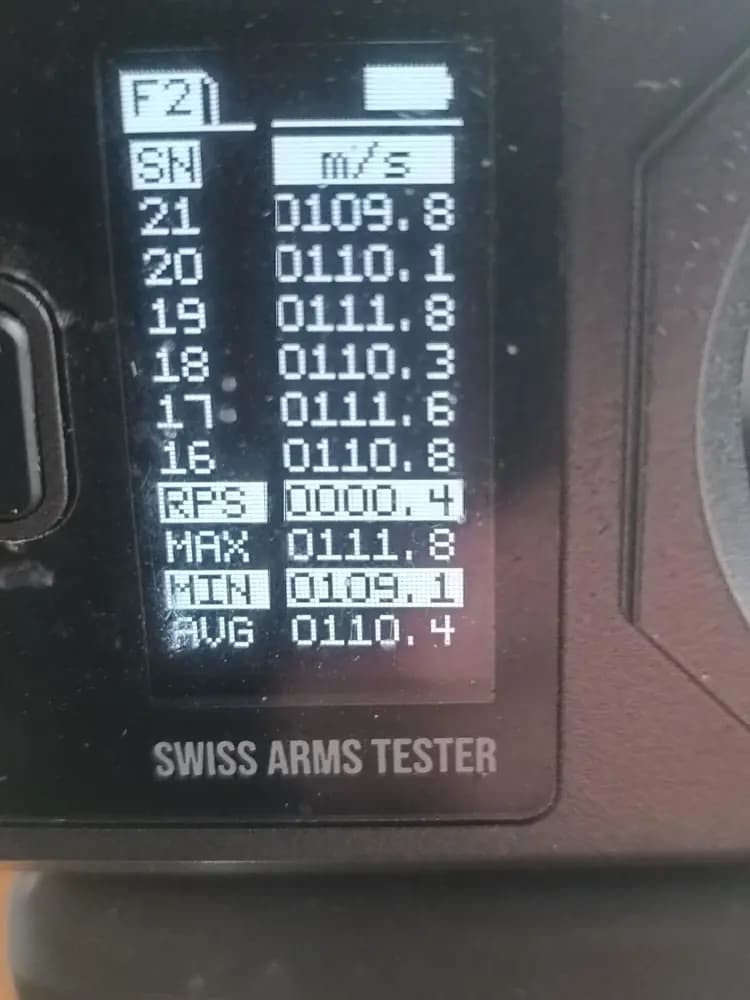 F2
SN m/s
21 0109.8
20 0110.1
19 0111.8
18 0110.3
17 0111.6
16 0110.8
RPS 0000.4
MAX 0111.8
MIN 0109.1
AVG 0110.4
SWISS ARMS TESTER